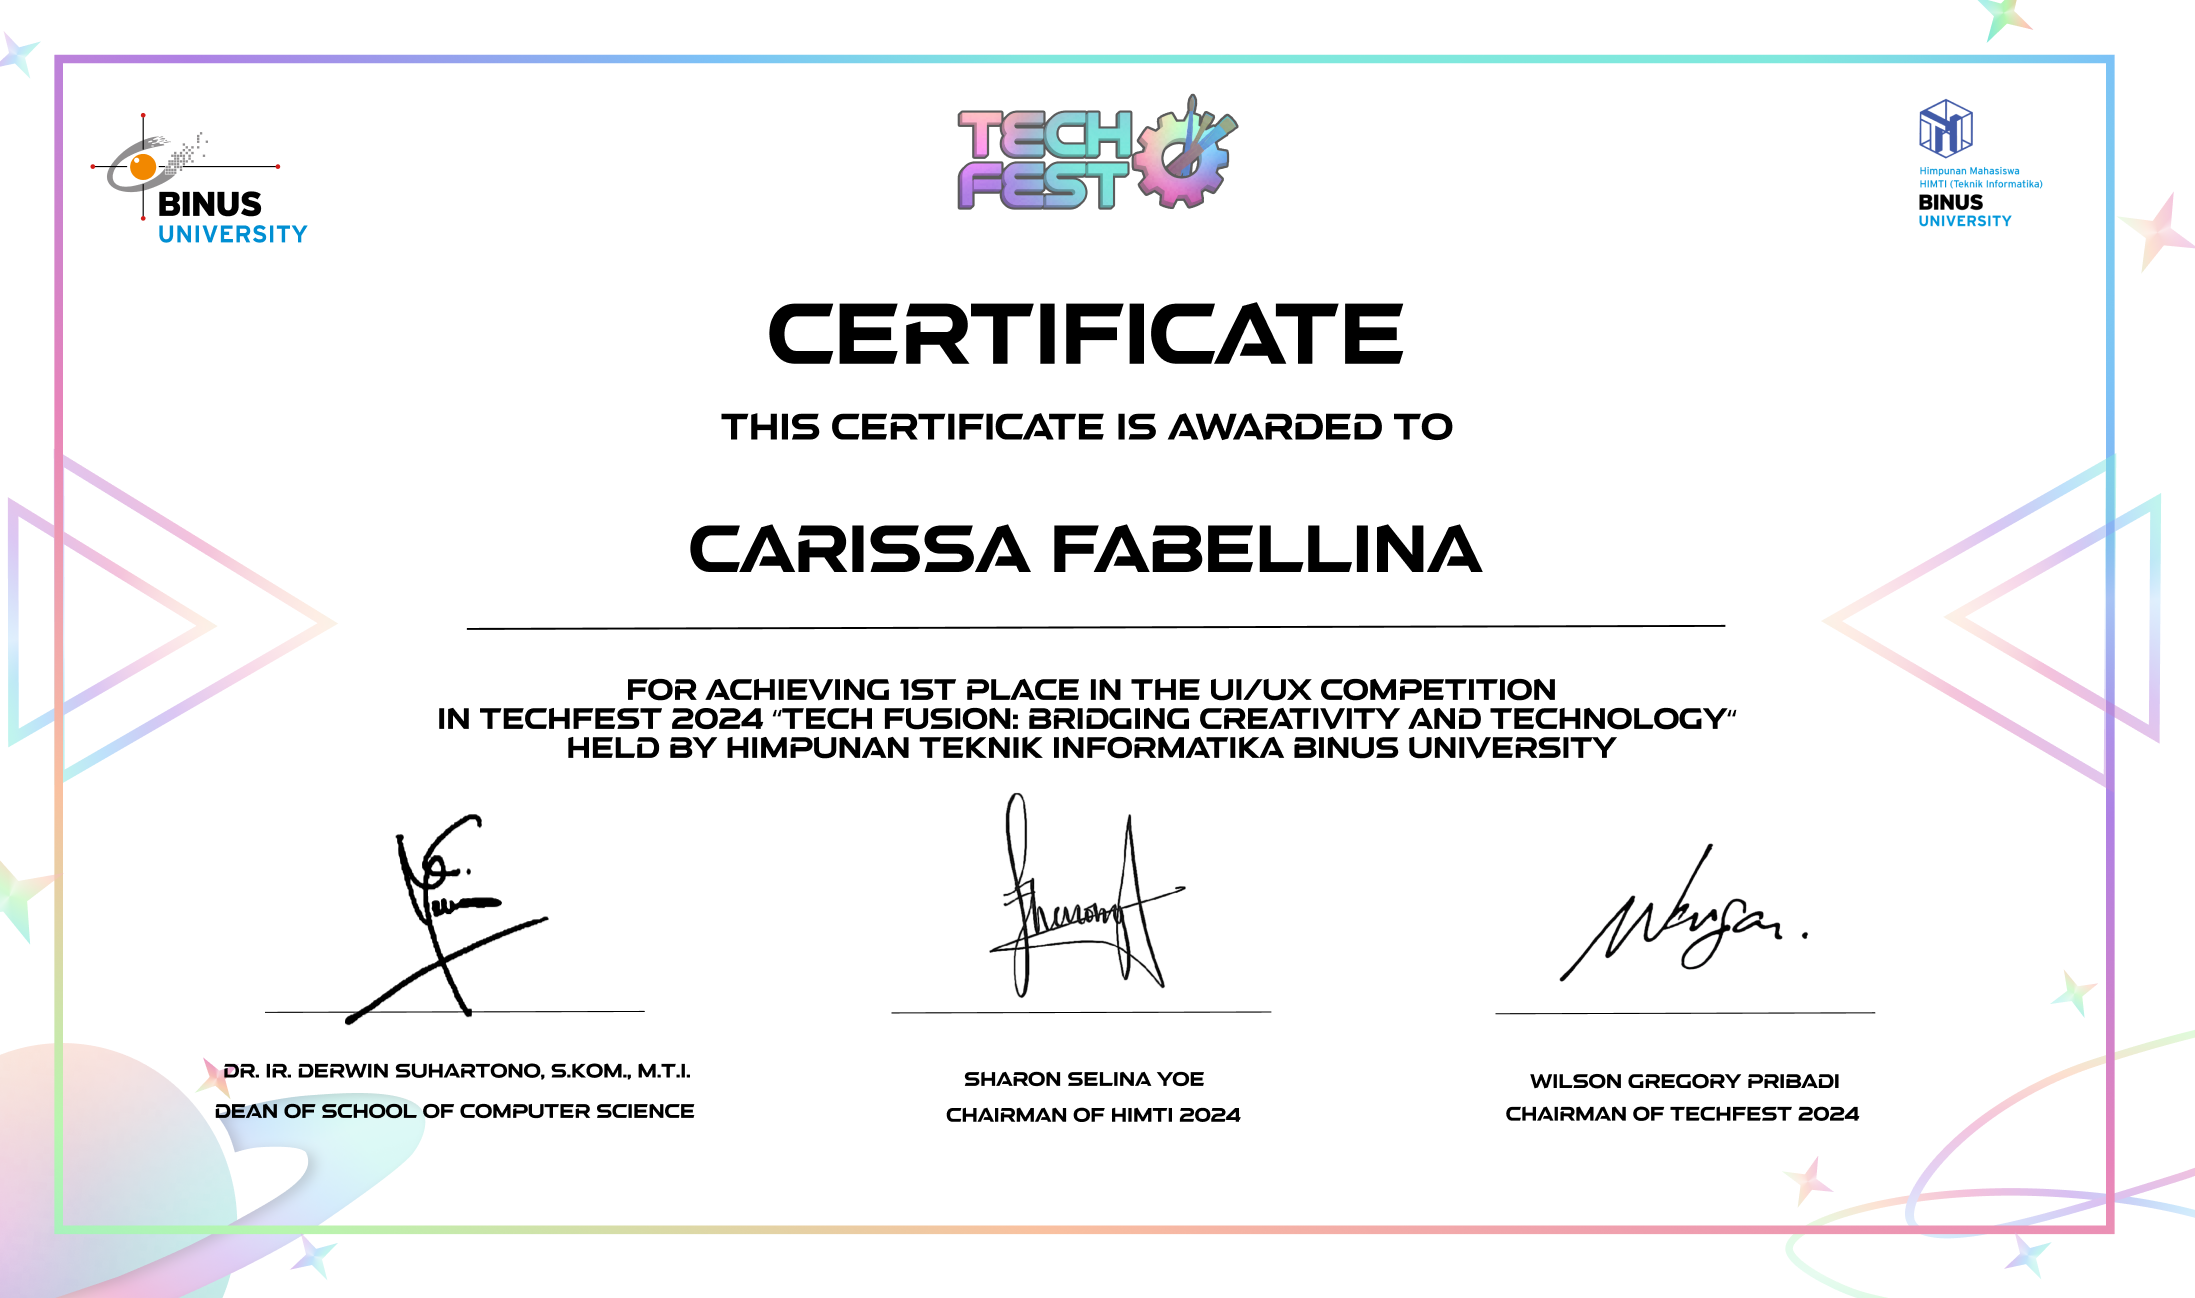 BINUS
UNIVERSITY
TECH
FEST
Himpunan Mahasiswa
HIMTI (Teknik Informatika)
BINUS
UNIVERSITY
CERTIFICATE
THIS CERTIFICATE IS AWARDED TO
CARISSA FABELLINA
FOR ACHIEVING 1ST PLACE IN THE UI/UX COMPETITION
IN TECHFEST 2024 “TECH FUSION: BRIDGING CREATIVITY AND TECHNOLOGY“
HELD BY HIMPUNAN TEKNIK INFORMATIKA BINUS UNIVERSITY
DR. IR. DERWIN SUHARTONO, S.KOM., M.T.I.
DEAN OF SCHOOL OF COMPUTER SCIENCE
SHARON SELINA YOE
CHAIRMAN OF HIMTI 2024
WILSON GREGORY PRIBADI
CHAIRMAN OF TECHFEST 2024